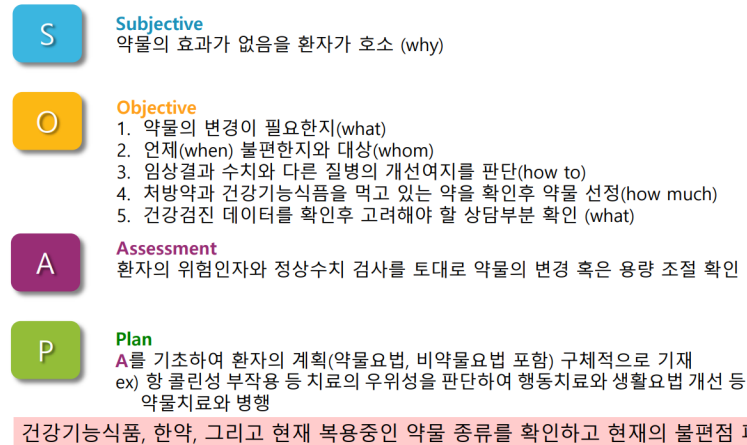 S
Subjective
약물의 효과가 없음을 환자가 호소 (why)
O
Objective
1. 약물의 변경이 필요한지(what)
2. 언제(when) 불편한지와 대상(whom)
3. 임상결과 수치와 다른 질병의 개선여지를 판단(how to)
4. 처방약과 건강기능식픔을 먹고 있는 약을 확인후 약물 선정(how much)
5. 건강검진 데이터를 확인후 고려해야 할 상담부분 확인 (what)
A
Assessment
환자의 위험인자와 정상수치 검사를 토대로 약물의 변경 혹은 용량 조절 확인
P
Plan
A를 기초하여 환자의 계획(약물요법, 비약물요법 포함) 구체적으로 기재
ex) 항 콜린성 부작용 등 치료의 우위성을 판단하여 행동치료와 생활요법 개선 등
약물치료와 병행
건강기능식품, 한약, 그리고 현재 복용중인 약물 종류를 확인하고 현재의 불편점